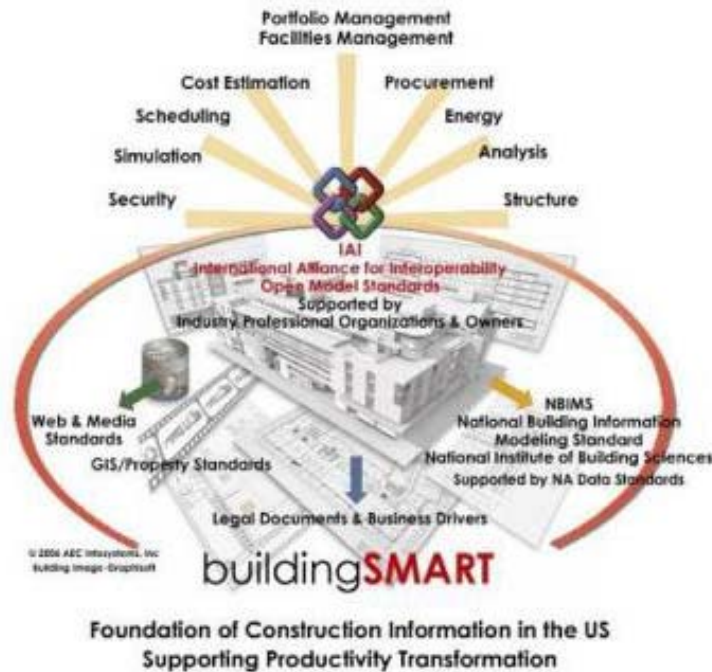 Portfolio Management
Facilities Management
Cost Estimation
Procurement
Scheduling
Energy
Simulation
Analysis
Security
Structure
IAI
International Alliance for Interoperability
Open Model Standards
Supported by
Industry Professional Organizations & Owners
Web & Media
Standards
GIS/Property Standards
NBIMS
National Building Information
Modeling Standard
National Institute of Building Sciences
Supported by NA Data Standards
Legal Documents & Business Drivers
© 2006 AEC Infosystems, Inc
Building Image-Graphisoft
buildingSMART
Foundation of Construction Information in the US
Supporting Productivity Transformation